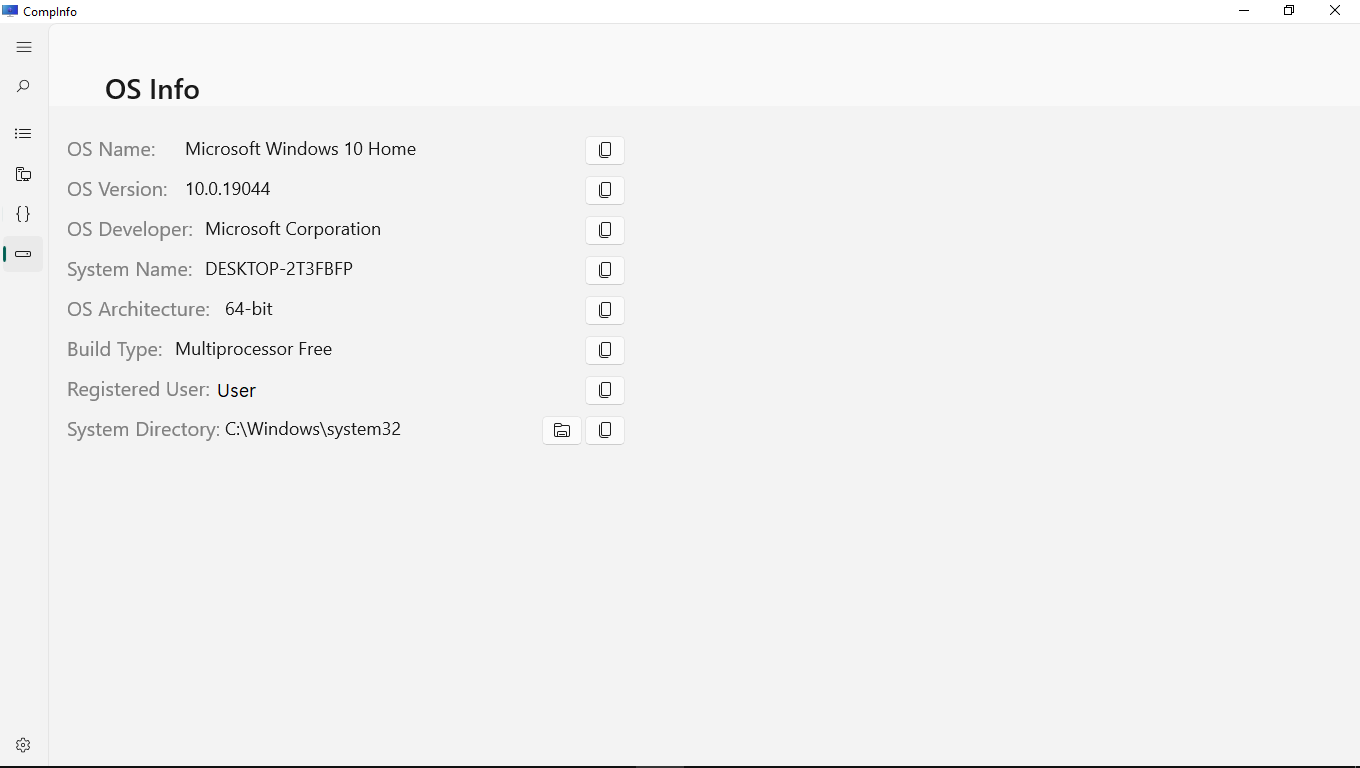 CompInfo
OS Info
OS Name: Microsoft Windows 10 Home
OS Version: 10.0.19044
OS Developer: Microsoft Corporation
System Name: DESKTOP-2T3FBFP
OS Architecture: 64-bit
Build Type: Multiprocessor Free
Registered User: User
System Directory: C:\Windows\system32